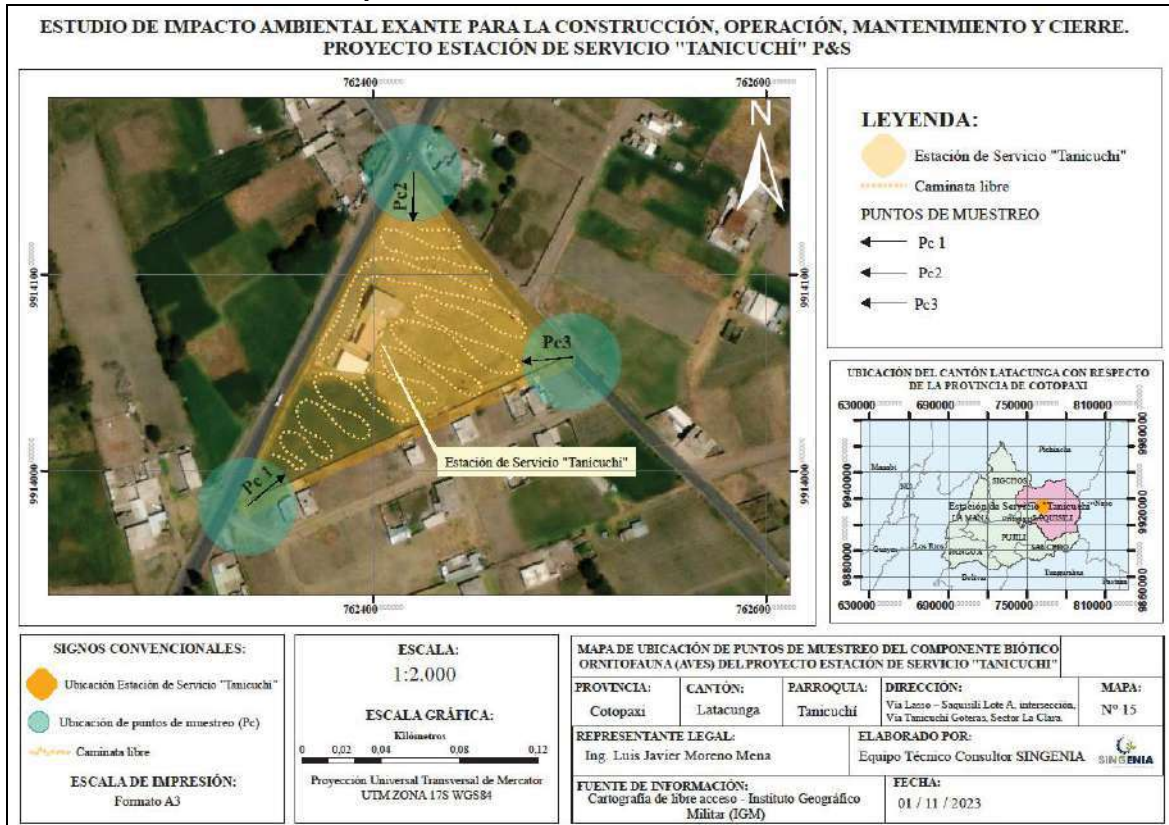 ESTUDIO DE IMPACTO AMBIENTAL EXANTE PARA LA CONSTRUCCIÓN, OPERACIÓN, MANTENIMIENTO Y CIERRE.
PROYECTO ESTACIÓN DE SERVICIO "TANICUCHÍ" P&S
762400
762600
9914100
9914000
9914100
9914000
762400
762600
N
Pc2
Pc3
Pc 1
Estación de Servicio "Tanicuchi"
LEYENDA:
Estación de Servicio "Tanicuchi"
Caminata libre
PUNTOS DE MUESTREO
Pc 1
Pc2
Pc3
UBICACIÓN DEL CANTÓN LATACUNGA CON RESPECTO
DE LA PROVINCIA DE COTOPAXI
630000 690000 750000 810000
9940000
9880000
9980000
9920000
9860000
Pichincha
Manabi
SIGCHOS
Estación de Servicio "Tanicuchi"
Napo
LA MANA
SAQUISILI
PUJILI
Los Rios
Guayas
PANGUA
SALCEDO
Bolivar
Tungurahua
Pastaza
630000 690000 750000 810000
SIGNOS CONVENCIONALES:
Ubicación Estación de Servicio "Tanicuchi"
Ubicación de puntos de muestreo (Pc)
Caminata libre
ESCALA DE IMPRESIÓN:
Formato A3
ESCALA:
1:2.000
ESCALA GRÁFICA:
Kilómetros
0 0,02 0,04 0,08 0,12
Proyección Universal Transversal de Mercator
UTM ZONA 17S WGS84
MAPA DE UBICACIÓN DE PUNTOS DE MUESTREO DEL COMPONENTE BIÓTICO
ORNITOFAUNA (AVES) DEL PROYECTO ESTACIÓN DE SERVICIO "TANICUCHI"
PROVINCIA:
Cotopaxi
CANTÓN:
Latacunga
PARROQUIA:
Tanicuchí
DIRECCIÓN:
Vía Lasso – Saquisilí Lote A, intersección,
Vía Tanicuchí Goteras, Sector La Clara.
MAPA:
N° 15
REPRESENTANTE LEGAL:
Ing. Luis Javier Moreno Mena
ELABORADO POR:
Equipo Técnico Consultor SINGENIA
SINGENIA
FUENTE DE INFORMACIÓN:
Cartografía de libre acceso - Instituto Geográfico
Militar (IGM)
FECHA:
01 / 11 / 2023